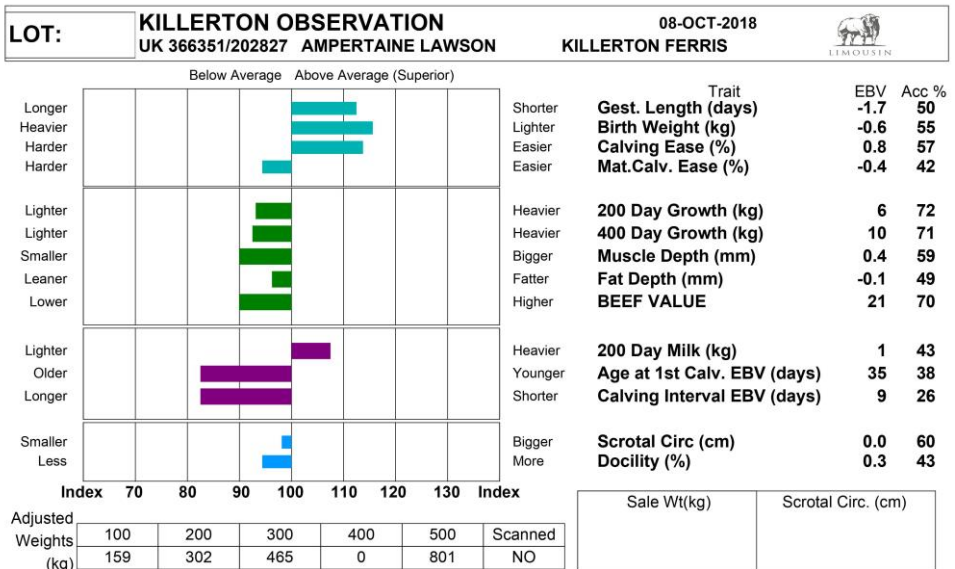 LOT:
KILLERTON OBSERVATION 08-OCT-2018
UK 366351/202827 AMPERTAINE LAWSON KILLERTON FERRIS
LIMOUSIN
Below Average Above Average (Superior)
Trait EBV Acc %
Longer Shorter Gest. Length (days) -1.7 50
Heavier Lighter Birth Weight (kg) -0.6 55
Harder Easier Calving Ease (%) 0.8 57
Harder Easier Mat.Calv. Ease (%) -0.4 42
Lighter Heavier 200 Day Growth (kg) 6 72
Lighter Heavier 400 Day Growth (kg) 10 71
Smaller Bigger Muscle Depth (mm) 0.4 59
Leaner Fatter Fat Depth (mm) -0.1 49
Lower Higher BEEF VALUE 21 70
Lighter Heavier 200 Day Milk (kg) 1 43
Older Younger Age at 1st Calv. EBV (days) 35 38
Longer Shorter Calving Interval EBV (days) 9 26
Smaller Bigger Scrotal Circ (cm) 0.0 60
Less More Docility (%) 0.3 43
Index 70 80 90 100 110 120 130 Index
Sale Wt(kg) Scrotal Circ. (cm)
Adjusted Weights (kg)
100 200 300 400 500 Scanned
159 302 465 0 801 NO